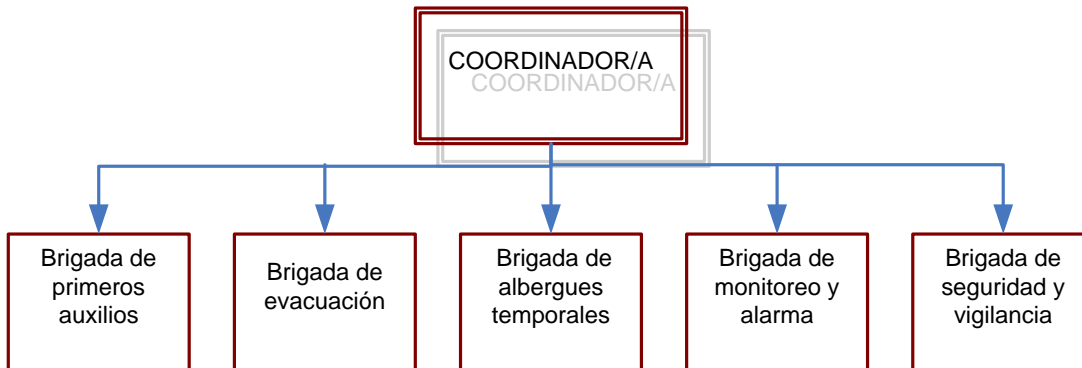 COORDINADOR/A
COORDINADOR/A
Brigada de
primeros
auxilios
Brigada de
evacuación
Brigada de
albergues
temporales
Brigada de
monitoreo y
alarma
Brigada de
seguridad y
vigilancia